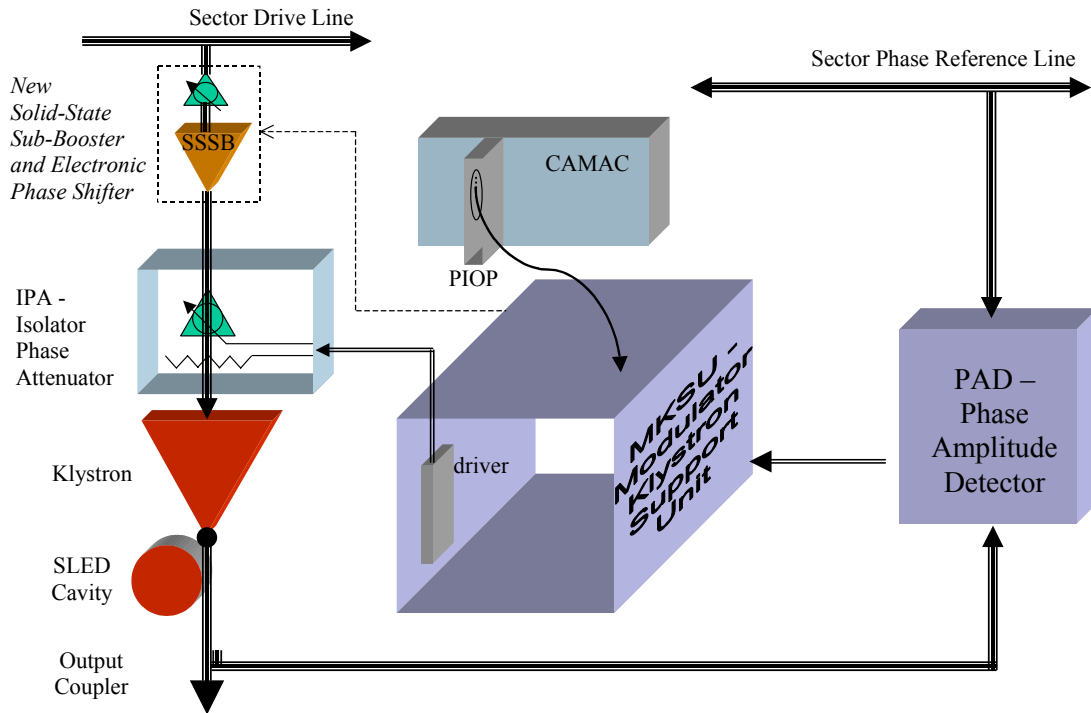 Sector Drive Line
Sector Phase Reference Line
New
Solid-State
Sub-Booster
and Electronic
Phase Shifter
SSSB
CAMAC
PIOP
IPA -
Isolator
Phase
Attenuator
MKSU -
Modulator
Klystron
Support
Unit
PAD –
Phase
Amplitude
Detector
Klystron
driver
SLED
Cavity
Output
Coupler